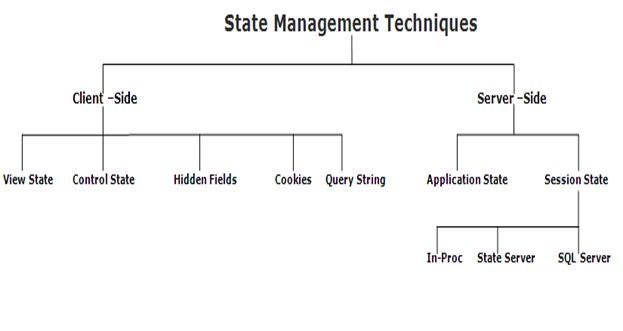 State Management Techniques
Client -Side
Server -Side
View State
Control State
Hidden Fields
Cookies
Query String
Application State
Session State
In-Proc
State Server
SQL Server